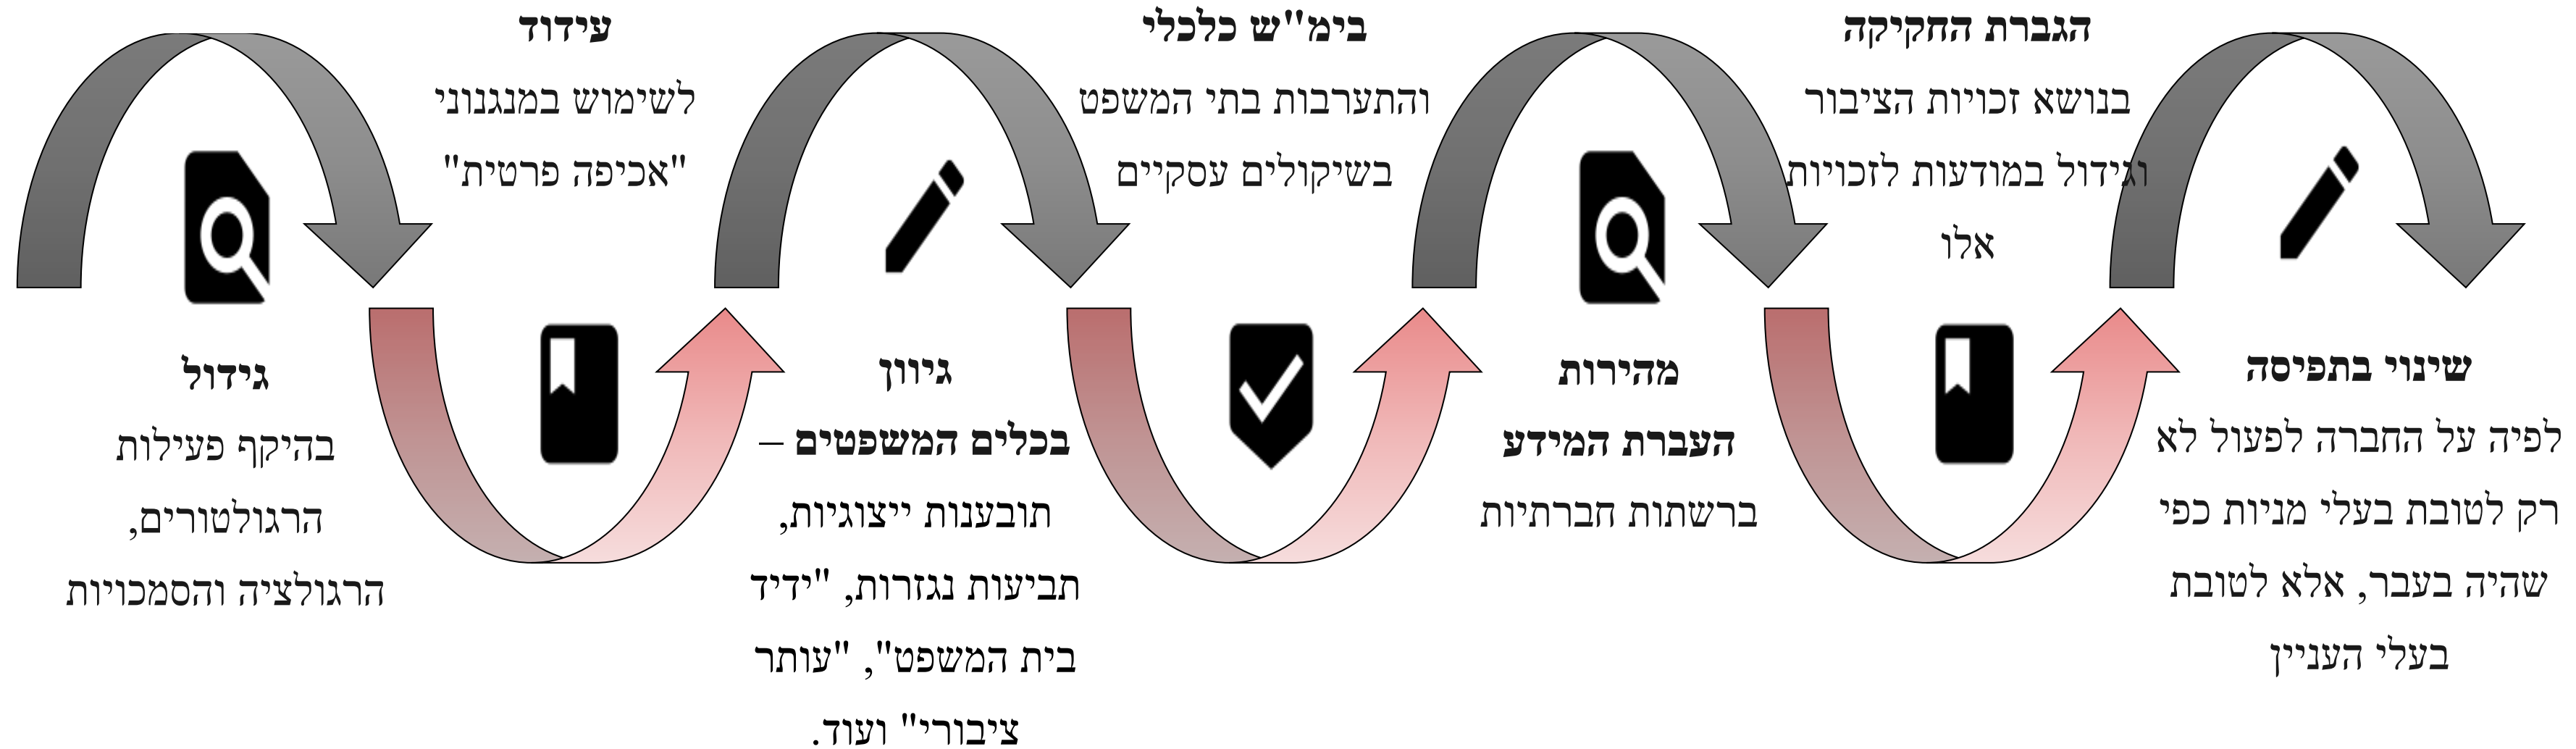 גידול
בהיקף פעילות
הרגולטורים,
הרגולציה והסמכויות
עידוד
לשימוש במנגנוני
"אכיפה פרטית"
גיוון
בכלים המשפטים –
תובענות ייצוגיות,
תביעות נגזרות, "ידיד
בית המשפט", "עותר
ציבורי" ועוד.
בימ"ש כלכלי
והתערבות בתי המשפט
בשיקולים עסקיים
מהירות
העברת המידע
ברשתות חברתיות
הגברת החקיקה
בנושא זכויות הציבור
וגידול במודעות לזכויות
אלו
שינוי בתפיסה
לפיה על החברה לפעול לא
רק לטובת בעלי מניות כפי
שהיה בעבר, אלא לטובת
בעלי העניין